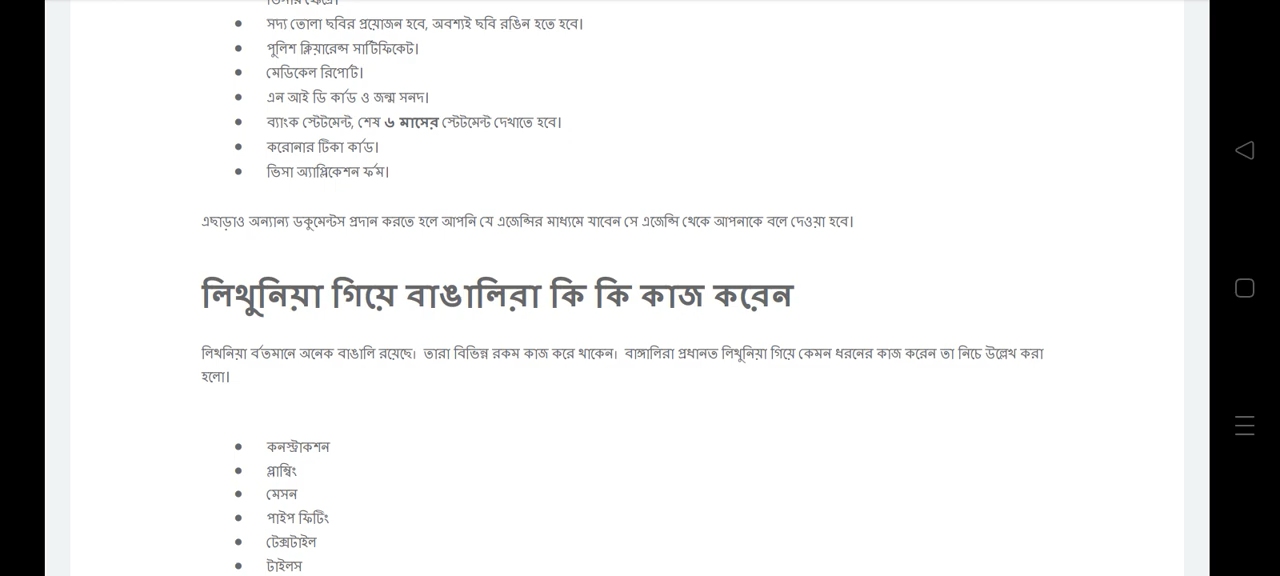 সদ্য তোলা ছবির প্রয়োজন হবে, অবশ্যই ছবি রঙিন হতে হবে।
পুলিশ ক্লিয়ারেন্স সার্টিফিকেট।
মেডিকেল রিপোর্ট।
এন আই ডি কার্ড ও জন্ম সনদ।
ব্যাংক স্টেটমেন্ট, শেষ ৬ মাসের স্টেটমেন্ট দেখাতে হবে।
করোনার টিকা কার্ড।
ভিসা অ্যাপ্লিকেশন ফর্ম।
এছাড়াও অন্যান্য ডকুমেন্টস প্রদান করতে হলে আপনি যে এজেন্সির মাধ্যমে যাবেন সে এজেন্সি থেকে আপনাকে বলে দেওয়া হবে।
লিথুনিয়া গিয়ে বাঙালিরা কি কি কাজ করেন
লিথনিয়া বর্তমানে অনেক বাঙালি রয়েছে। তারা বিভিন্ন রকম কাজ করে থাকেন। বাঙ্গালিরা প্রধানত লিথুনিয়া গিয়ে কেমন ধরনের কাজ করেন তা নিচে উল্লেখ করা
হলো।
কনস্ট্রাকশন
প্লাম্বিং
মেসন
পাইপ ফিটিং
টেক্সটাইল
টাইলস